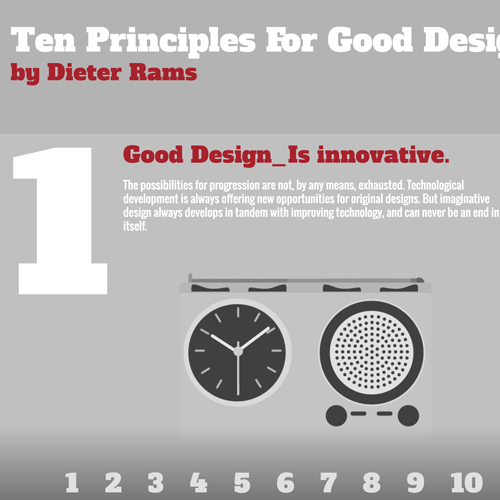 Ten Principles For Good Desig
by Dieter Rams
1
Good Design_Is innovative.
The possibilities for progression are not, by any means, exhausted. Technological
development is always offering new opportunities for original designs. But imaginative
design always develops in tandem with improving technology, and can never be an end in
itself.
1 2 3 4 5 6 7 8 9 10